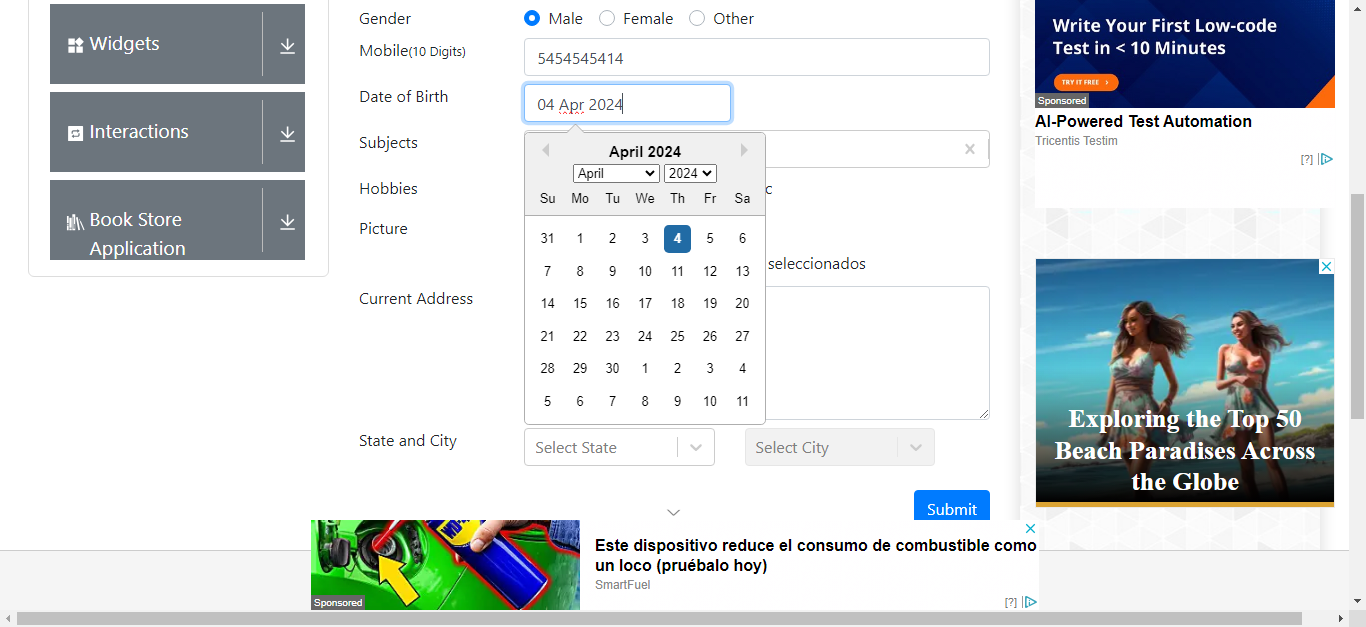 Widgets
Interactions
Book Store
Application
Gender
Male
Female
Other
Mobile(10 Digits)
5454545414
Date of Birth
04 Apr 2024
Subjects
Hobbies
c
Picture
seleccionados
Current Address
April 2024
April
2024
Su Mo Tu We Th Fr Sa
31 1 2 3 4 5 6
7 8 9 10 11 12 13
14 15 16 17 18 19 20
21 22 23 24 25 26 27
28 29 30 1 2 3 4
5 6 7 8 9 10 11
State and City
Select State
Select City
Submit
Write Your First Low-code
Test in < 10 Minutes
TRY IT FREE >
Sponsored
AI-Powered Test Automation
Tricentis Testim
[?]
Exploring the Top 50
Beach Paradises Across
the Globe
Este dispositivo reduce el consumo de combustible como
un loco (pruébalo hoy)
SmartFuel
Sponsored
[?]